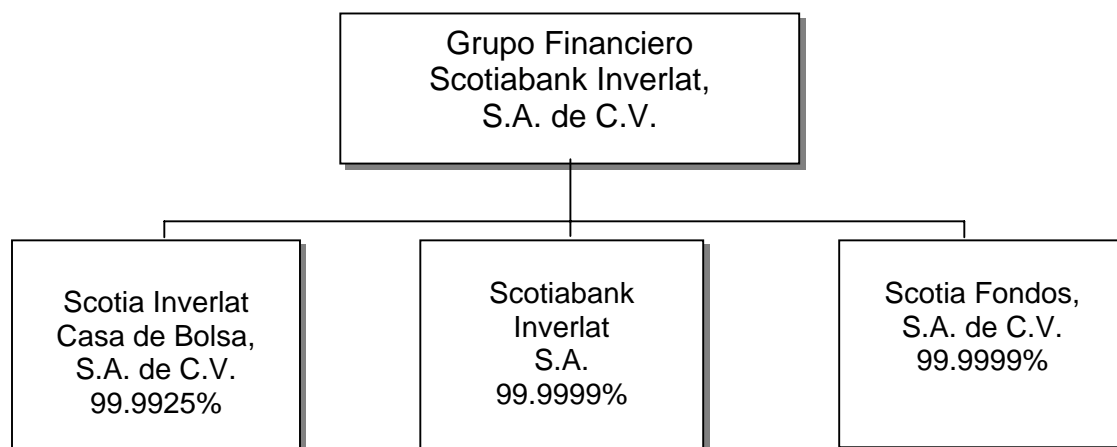 Grupo Financiero
Scotiabank Inverlat,
S.A. de C.V.
Scotia Inverlat
Casa de Bolsa,
S.A. de C.V.
99.9925%
Scotiabank
Inverlat
S.A.
99.9999%
Scotia Fondos,
S.A. de C.V.
99.9999%